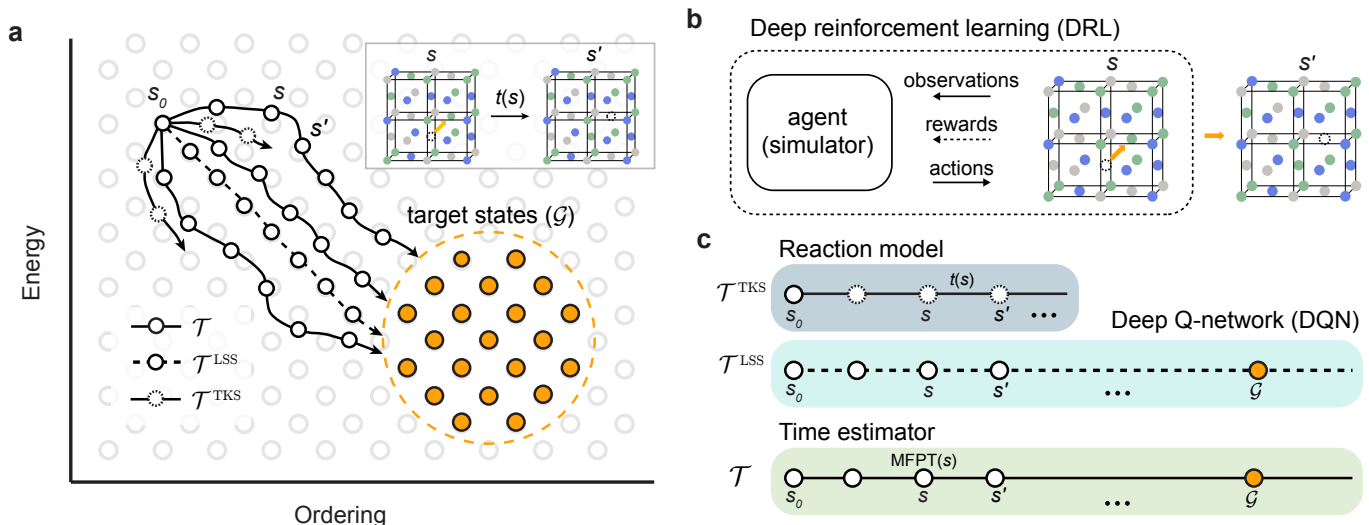 a
Energy
Ordering
s₀
s
s'
s
t(s)
s'
target states (𝒢)
𝒯
𝒯^LSS
𝒯^TKS
b
Deep reinforcement learning (DRL)
agent
(simulator)
observations
rewards
actions
s
s'
c
Reaction model
𝒯^TKS
t(s)
s₀
s
s'
...
Deep Q-network (DQN)
𝒯^LSS
s₀
s
s'
...
𝒢
Time estimator
𝒯
MFPT(s)
s₀
s
s'
...
𝒢